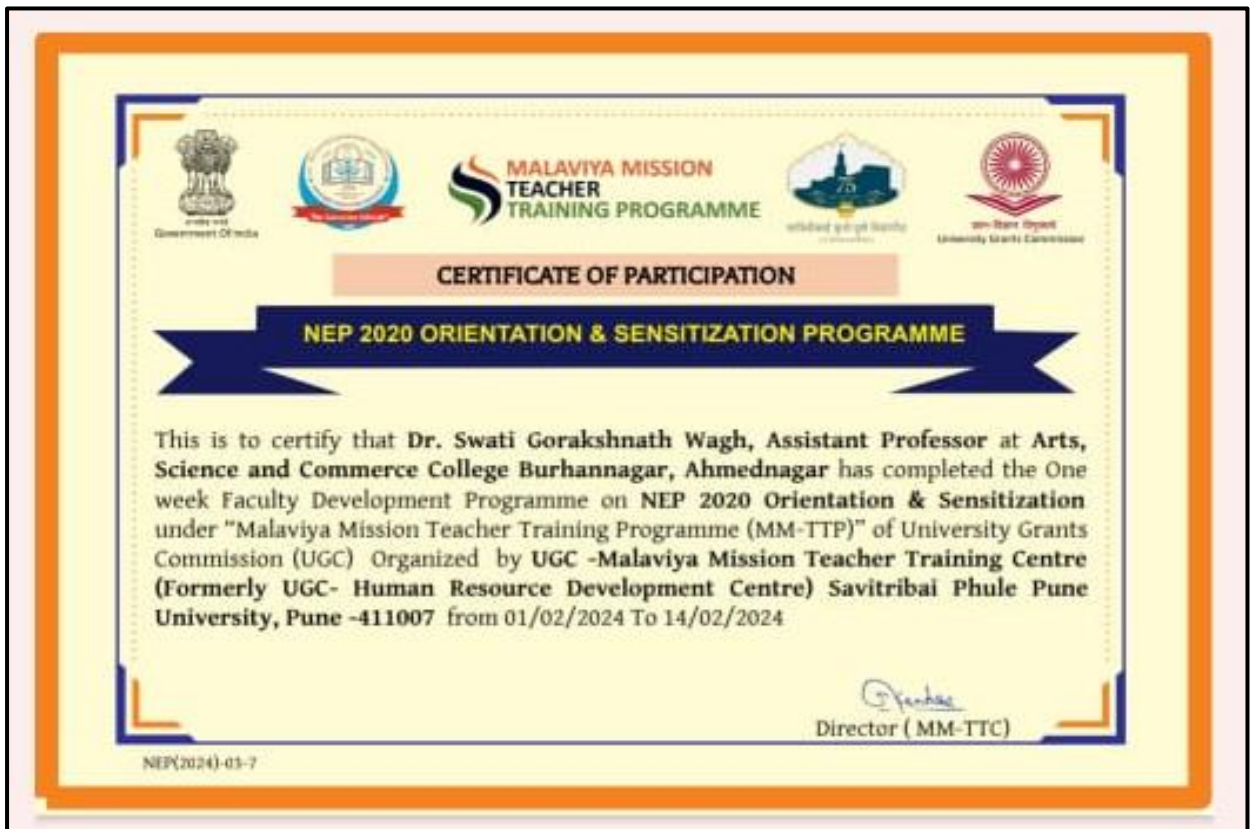 Government Of India
MALAVIYA MISSION
TEACHER
TRAINING PROGRAMME
75
University Grants Commission
CERTIFICATE OF PARTICIPATION
NEP 2020 ORIENTATION & SENSITIZATION PROGRAMME
This is to certify that Dr. Swati Gorakshnath Wagh, Assistant Professor at Arts,
Science and Commerce College Burhannagar, Ahmednagar has completed the One
week Faculty Development Programme on NEP 2020 Orientation & Sensitization
under “Malaviya Mission Teacher Training Programme (MM-TTP)” of University Grants
Commission (UGC) Organized by UGC -Malaviya Mission Teacher Training Centre
(Formerly UGC- Human Resource Development Centre) Savitribai Phule Pune
University, Pune -411007 from 01/02/2024 To 14/02/2024
Director ( MM-TTC)
NEP(2024)-03-7